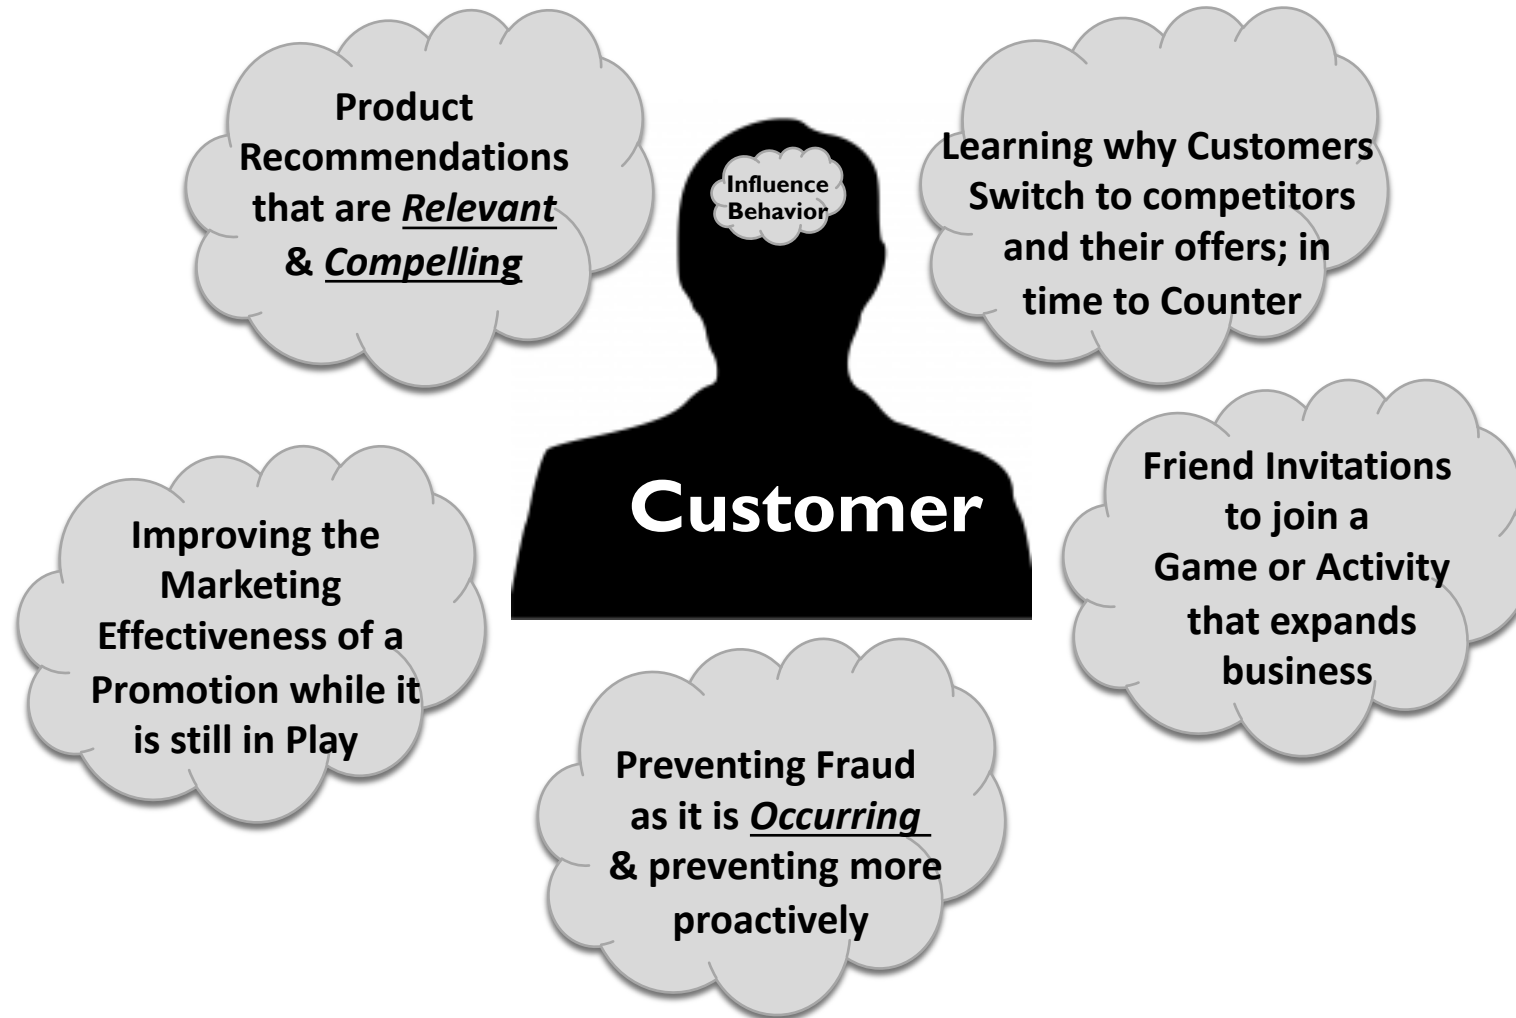 Product
Recommendations
that are Relevant
& Compelling
Influence
Behavior
Learning why Customers
Switch to competitors
and their offers; in
time to Counter
Customer
Improving the
Marketing
Effectiveness of a
Promotion while it
is still in Play
Friend Invitations
to join a
Game or Activity
that expands
business
Preventing Fraud
as it is Occurring
& preventing more
proactively